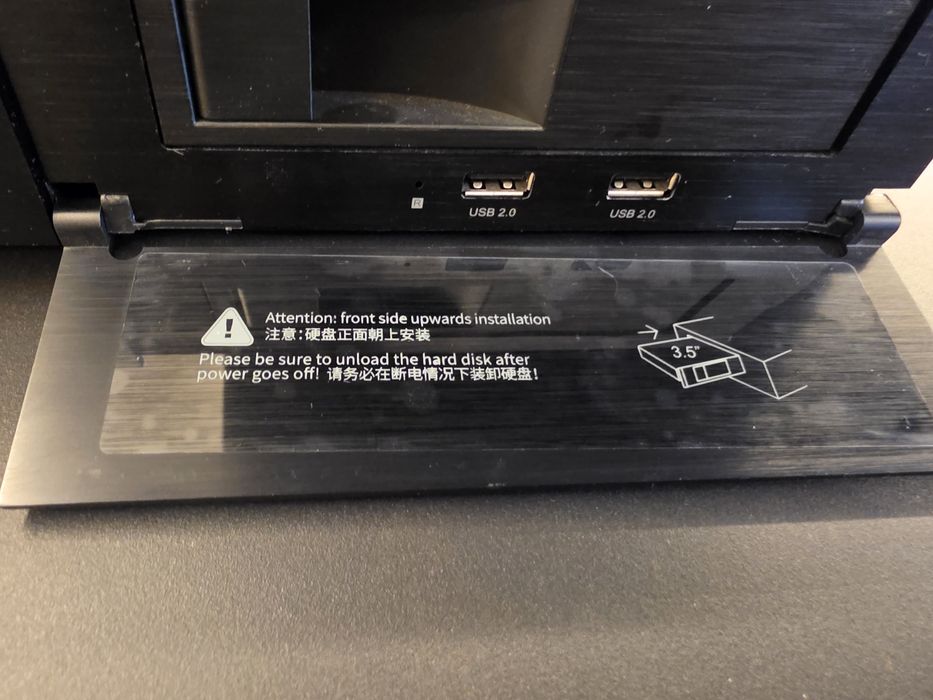 R
USB 2.0
USB 2.0
Attention: front side upwards installation
注意:硬盘正面朝上安装
Please be sure to unload the hard disk after
power goes off! 请务必在断电情况下装卸硬盘!
3.5"